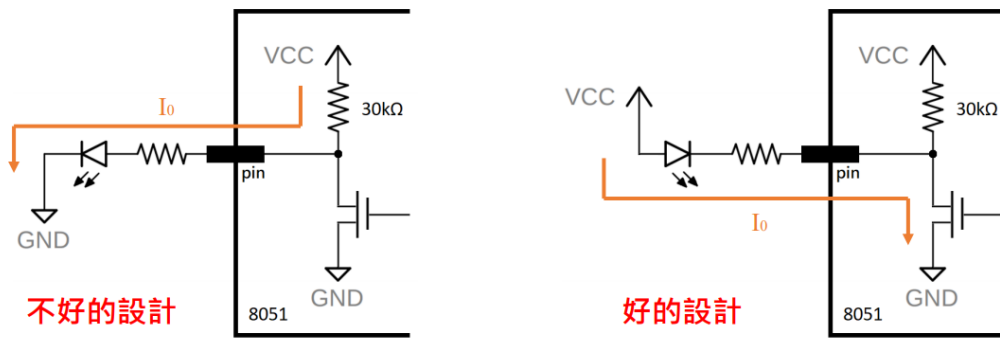 VCC
I₀
30kΩ
pin
GND
GND
不好的設計
8051
VCC
VCC
30kΩ
pin
I₀
GND
好的設計
8051